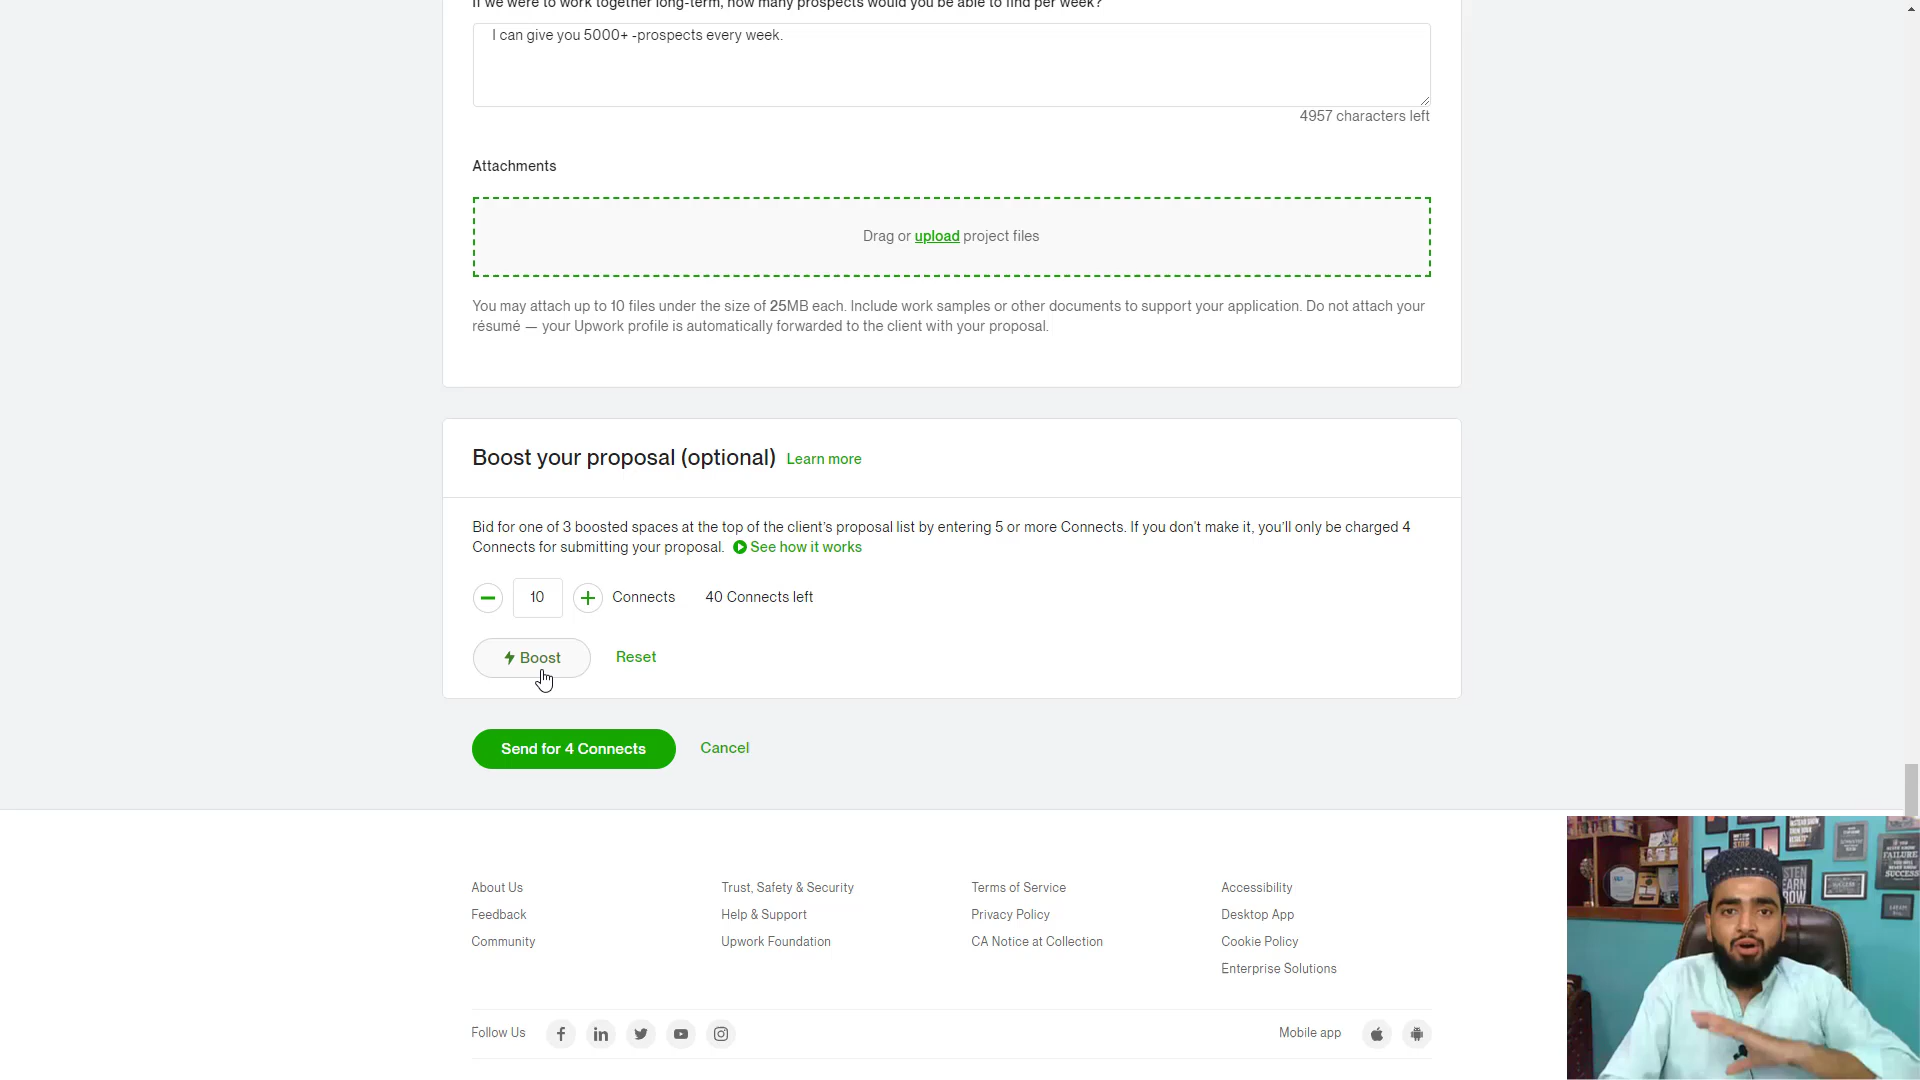 If we were to work together long-term, how many prospects would you be able to find per week?
I can give you 5000+ -prospects every week.
4957 characters left
Attachments
Drag or upload project files
You may attach up to 10 files under the size of 25MB each. Include work samples or other documents to support your application. Do not attach your
résumé — your Upwork profile is automatically forwarded to the client with your proposal.
Boost your proposal (optional) Learn more
Bid for one of 3 boosted spaces at the top of the client's proposal list by entering 5 or more Connects. If you don't make it, you'll only be charged 4
Connects for submitting your proposal. See how it works
10 Connects 40 Connects left
Boost Reset
Send for 4 Connects Cancel
About Us Trust, Safety & Security Terms of Service Accessibility
Feedback Help & Support Privacy Policy Desktop App
Community Upwork Foundation CA Notice at Collection Cookie Policy
Enterprise Solutions
Follow Us Mobile app
FAILURE
SUCCESS